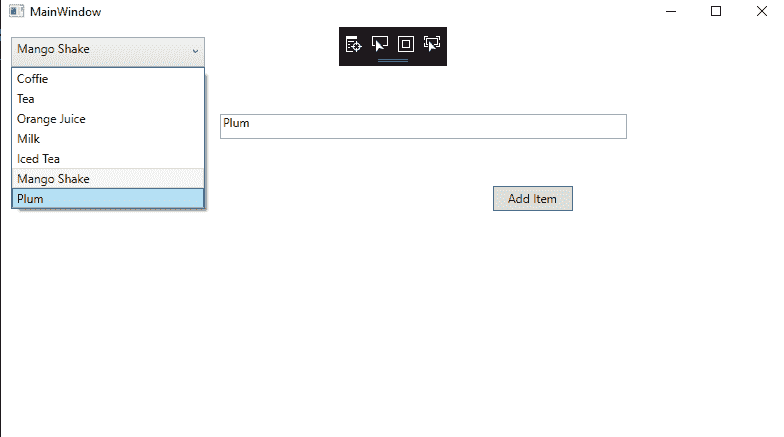 MainWindow
Mango Shake
Coffie
Tea
Orange Juice
Milk
Iced Tea
Mango Shake
Plum
Plum
Add Item